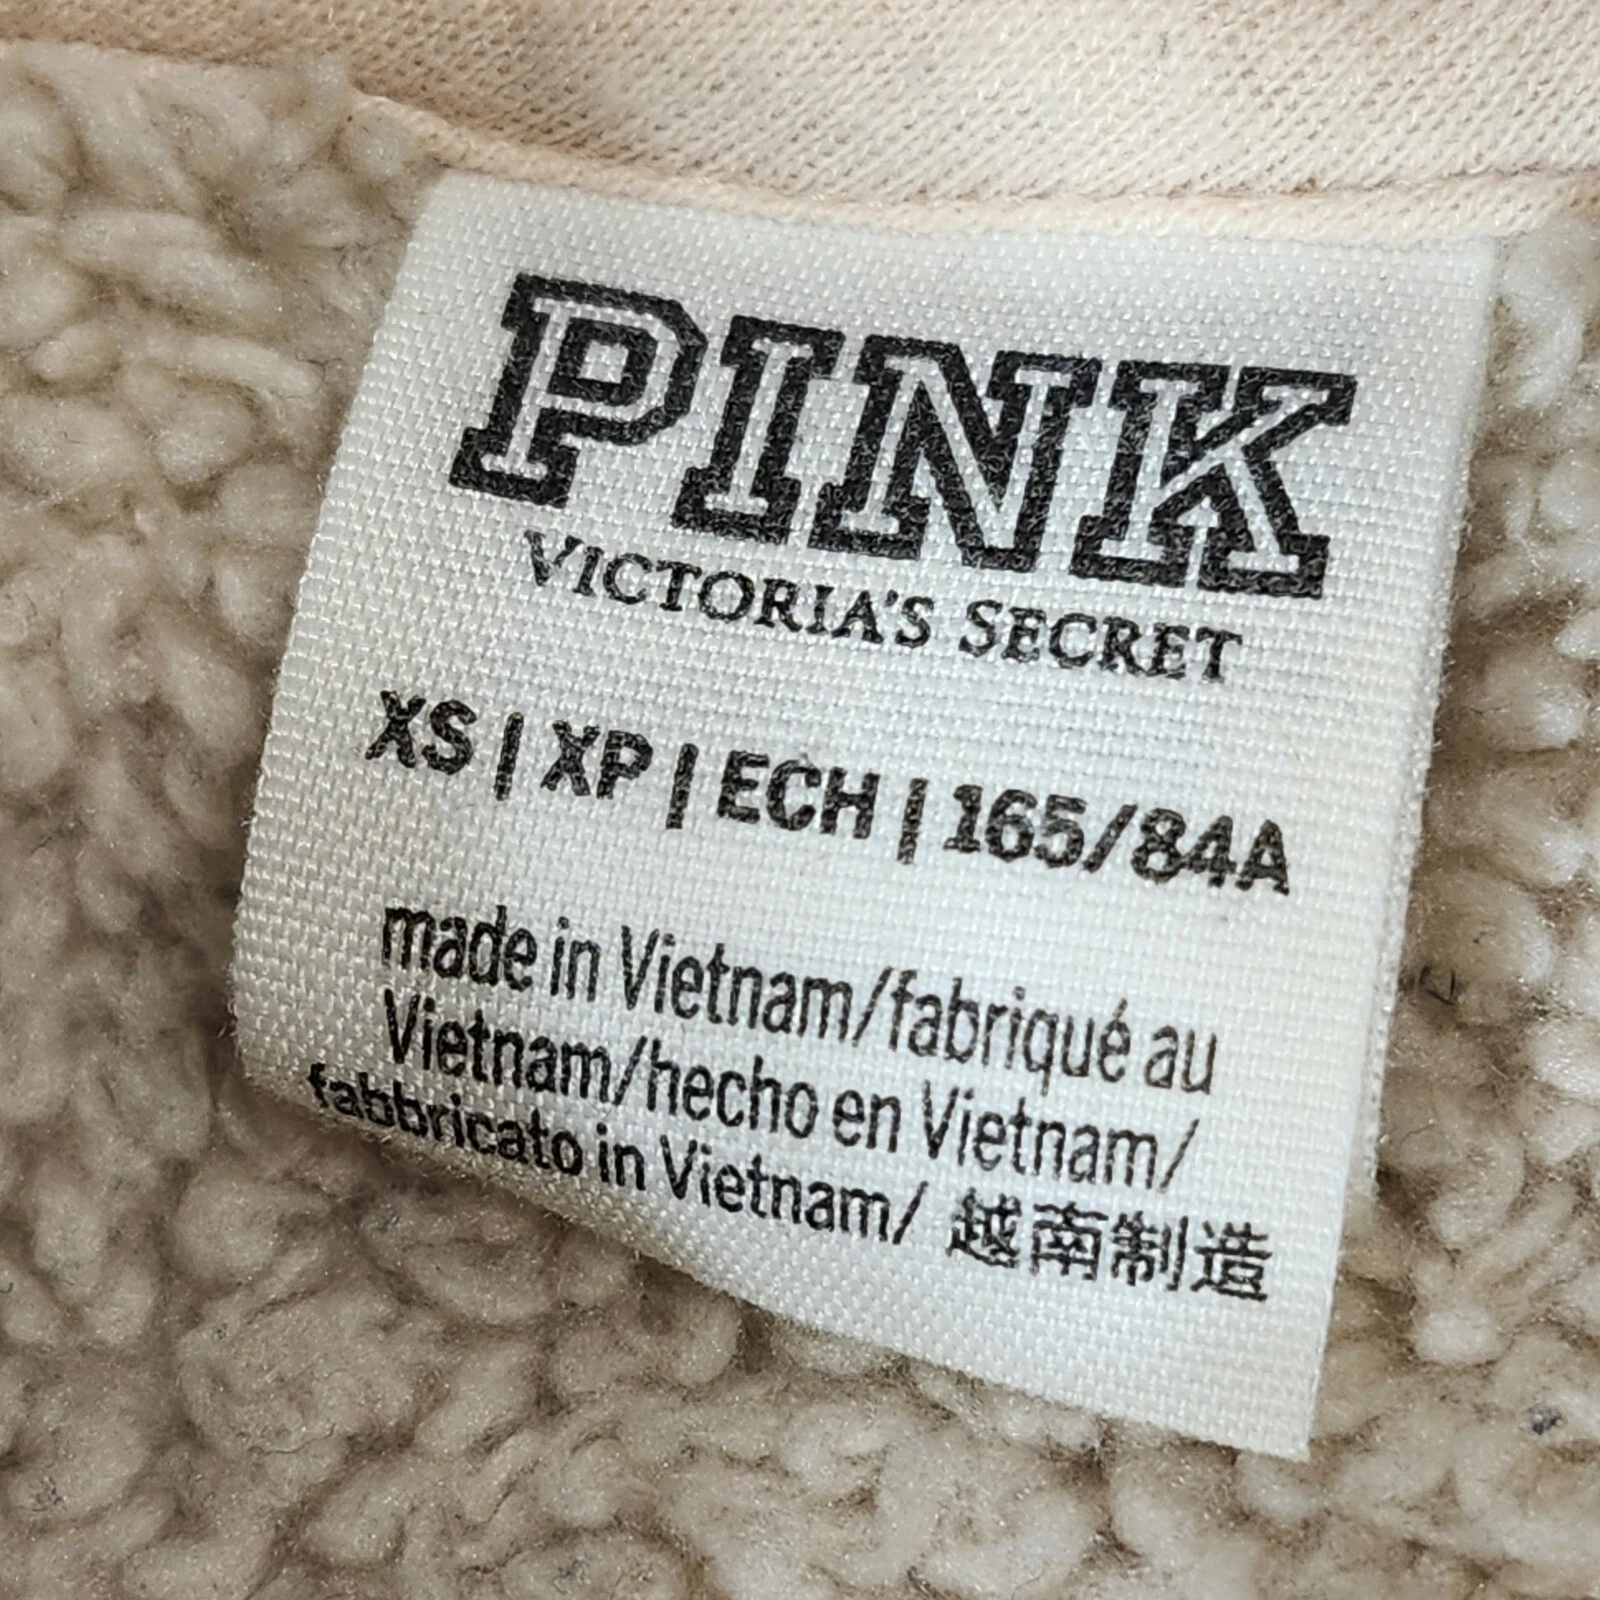 PINK
VICTORIA'S SECRET
XS | XP | ECH | 165/84A
made in Vietnam/fabriqué au
Vietnam/hecho en Vietnam/
fabbricato in Vietnam/ 越南制造